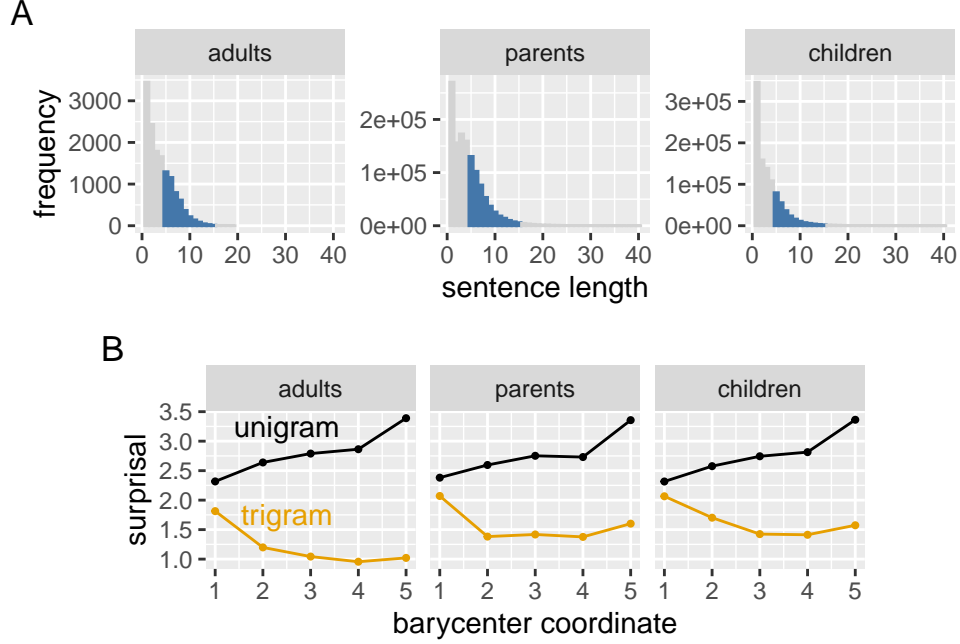 A
adults parents children
frequency
3000
2000
1000
0
2e+05
1e+05
0e+00
3e+05
2e+05
1e+05
0e+00
0 10 20 30 40 0 10 20 30 40 0 10 20 30 40
sentence length
B
adults parents children
surprisal
3.5
3.0
2.5
2.0
1.5
1.0
unigram
trigram
1 2 3 4 5 1 2 3 4 5 1 2 3 4 5
barycenter coordinate